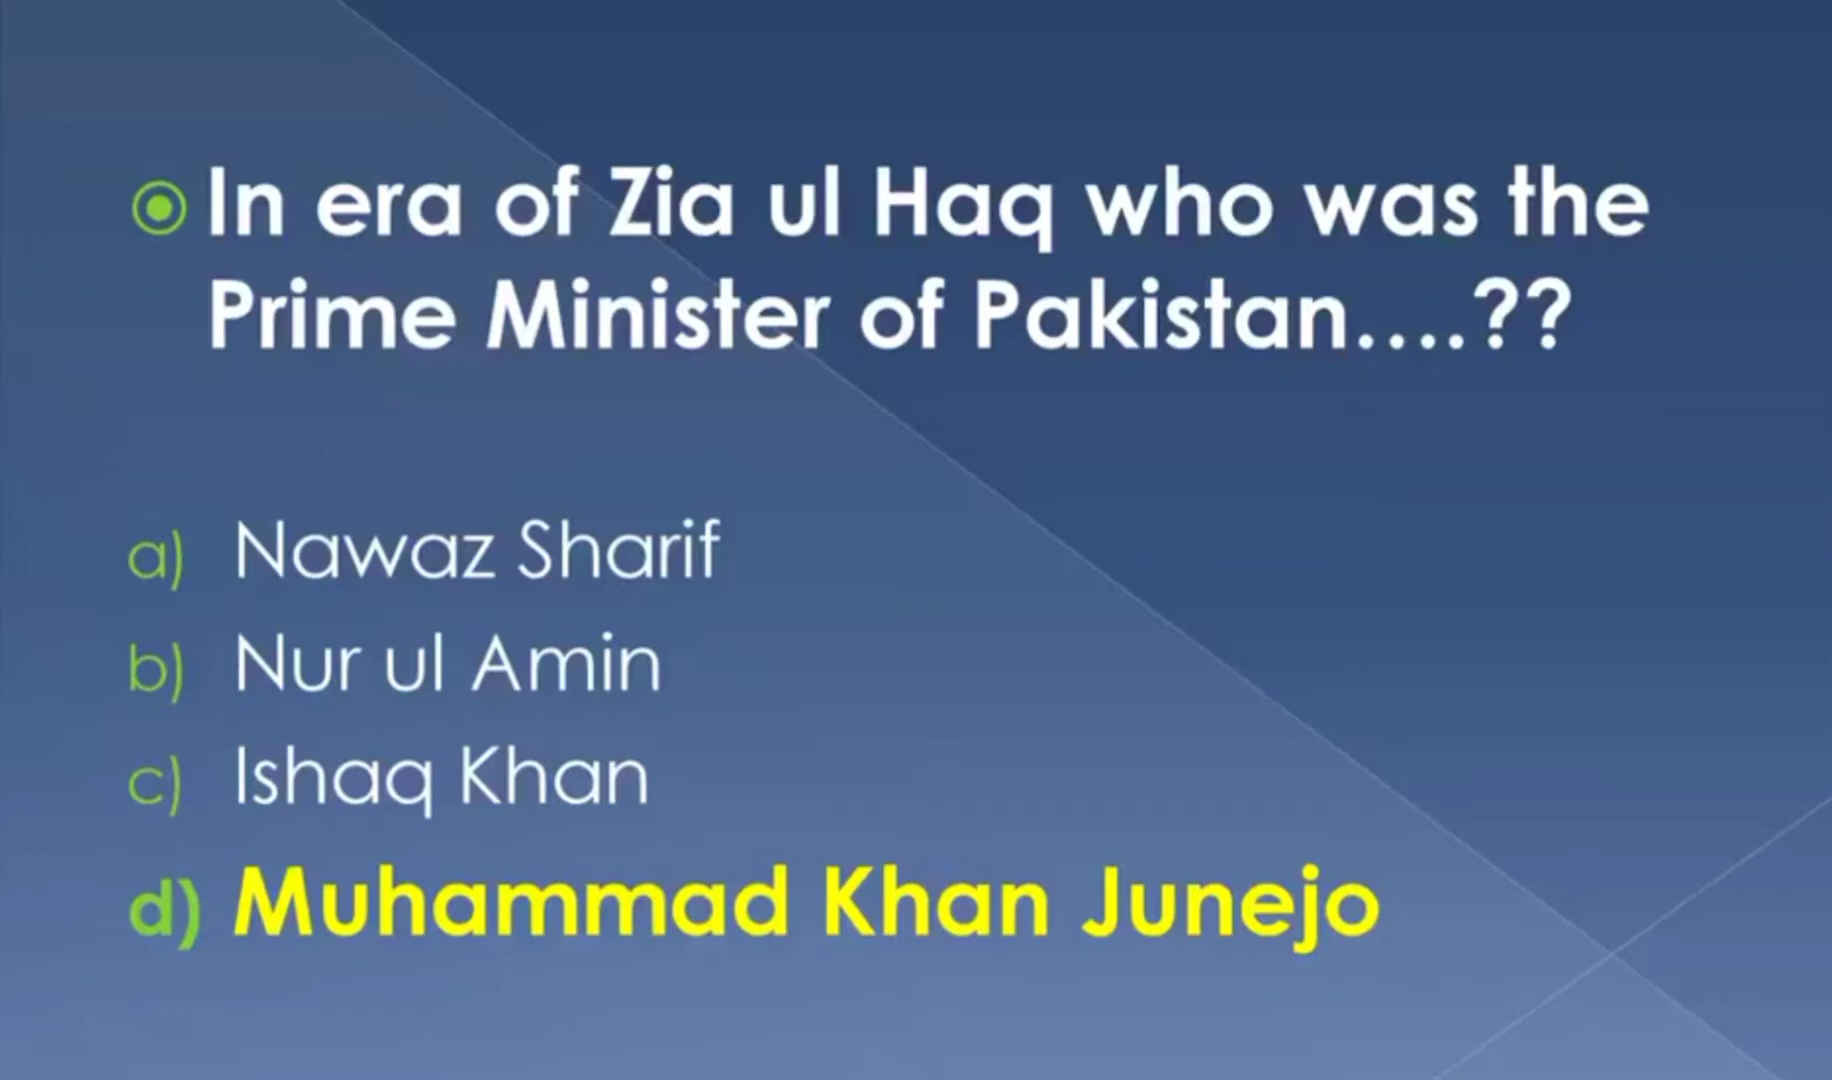 In era of Zia ul Haq who was the
Prime Minister of Pakistan....??
a) Nawaz Sharif
b) Nur ul Amin
c) Ishaq Khan
d) Muhammad Khan Junejo